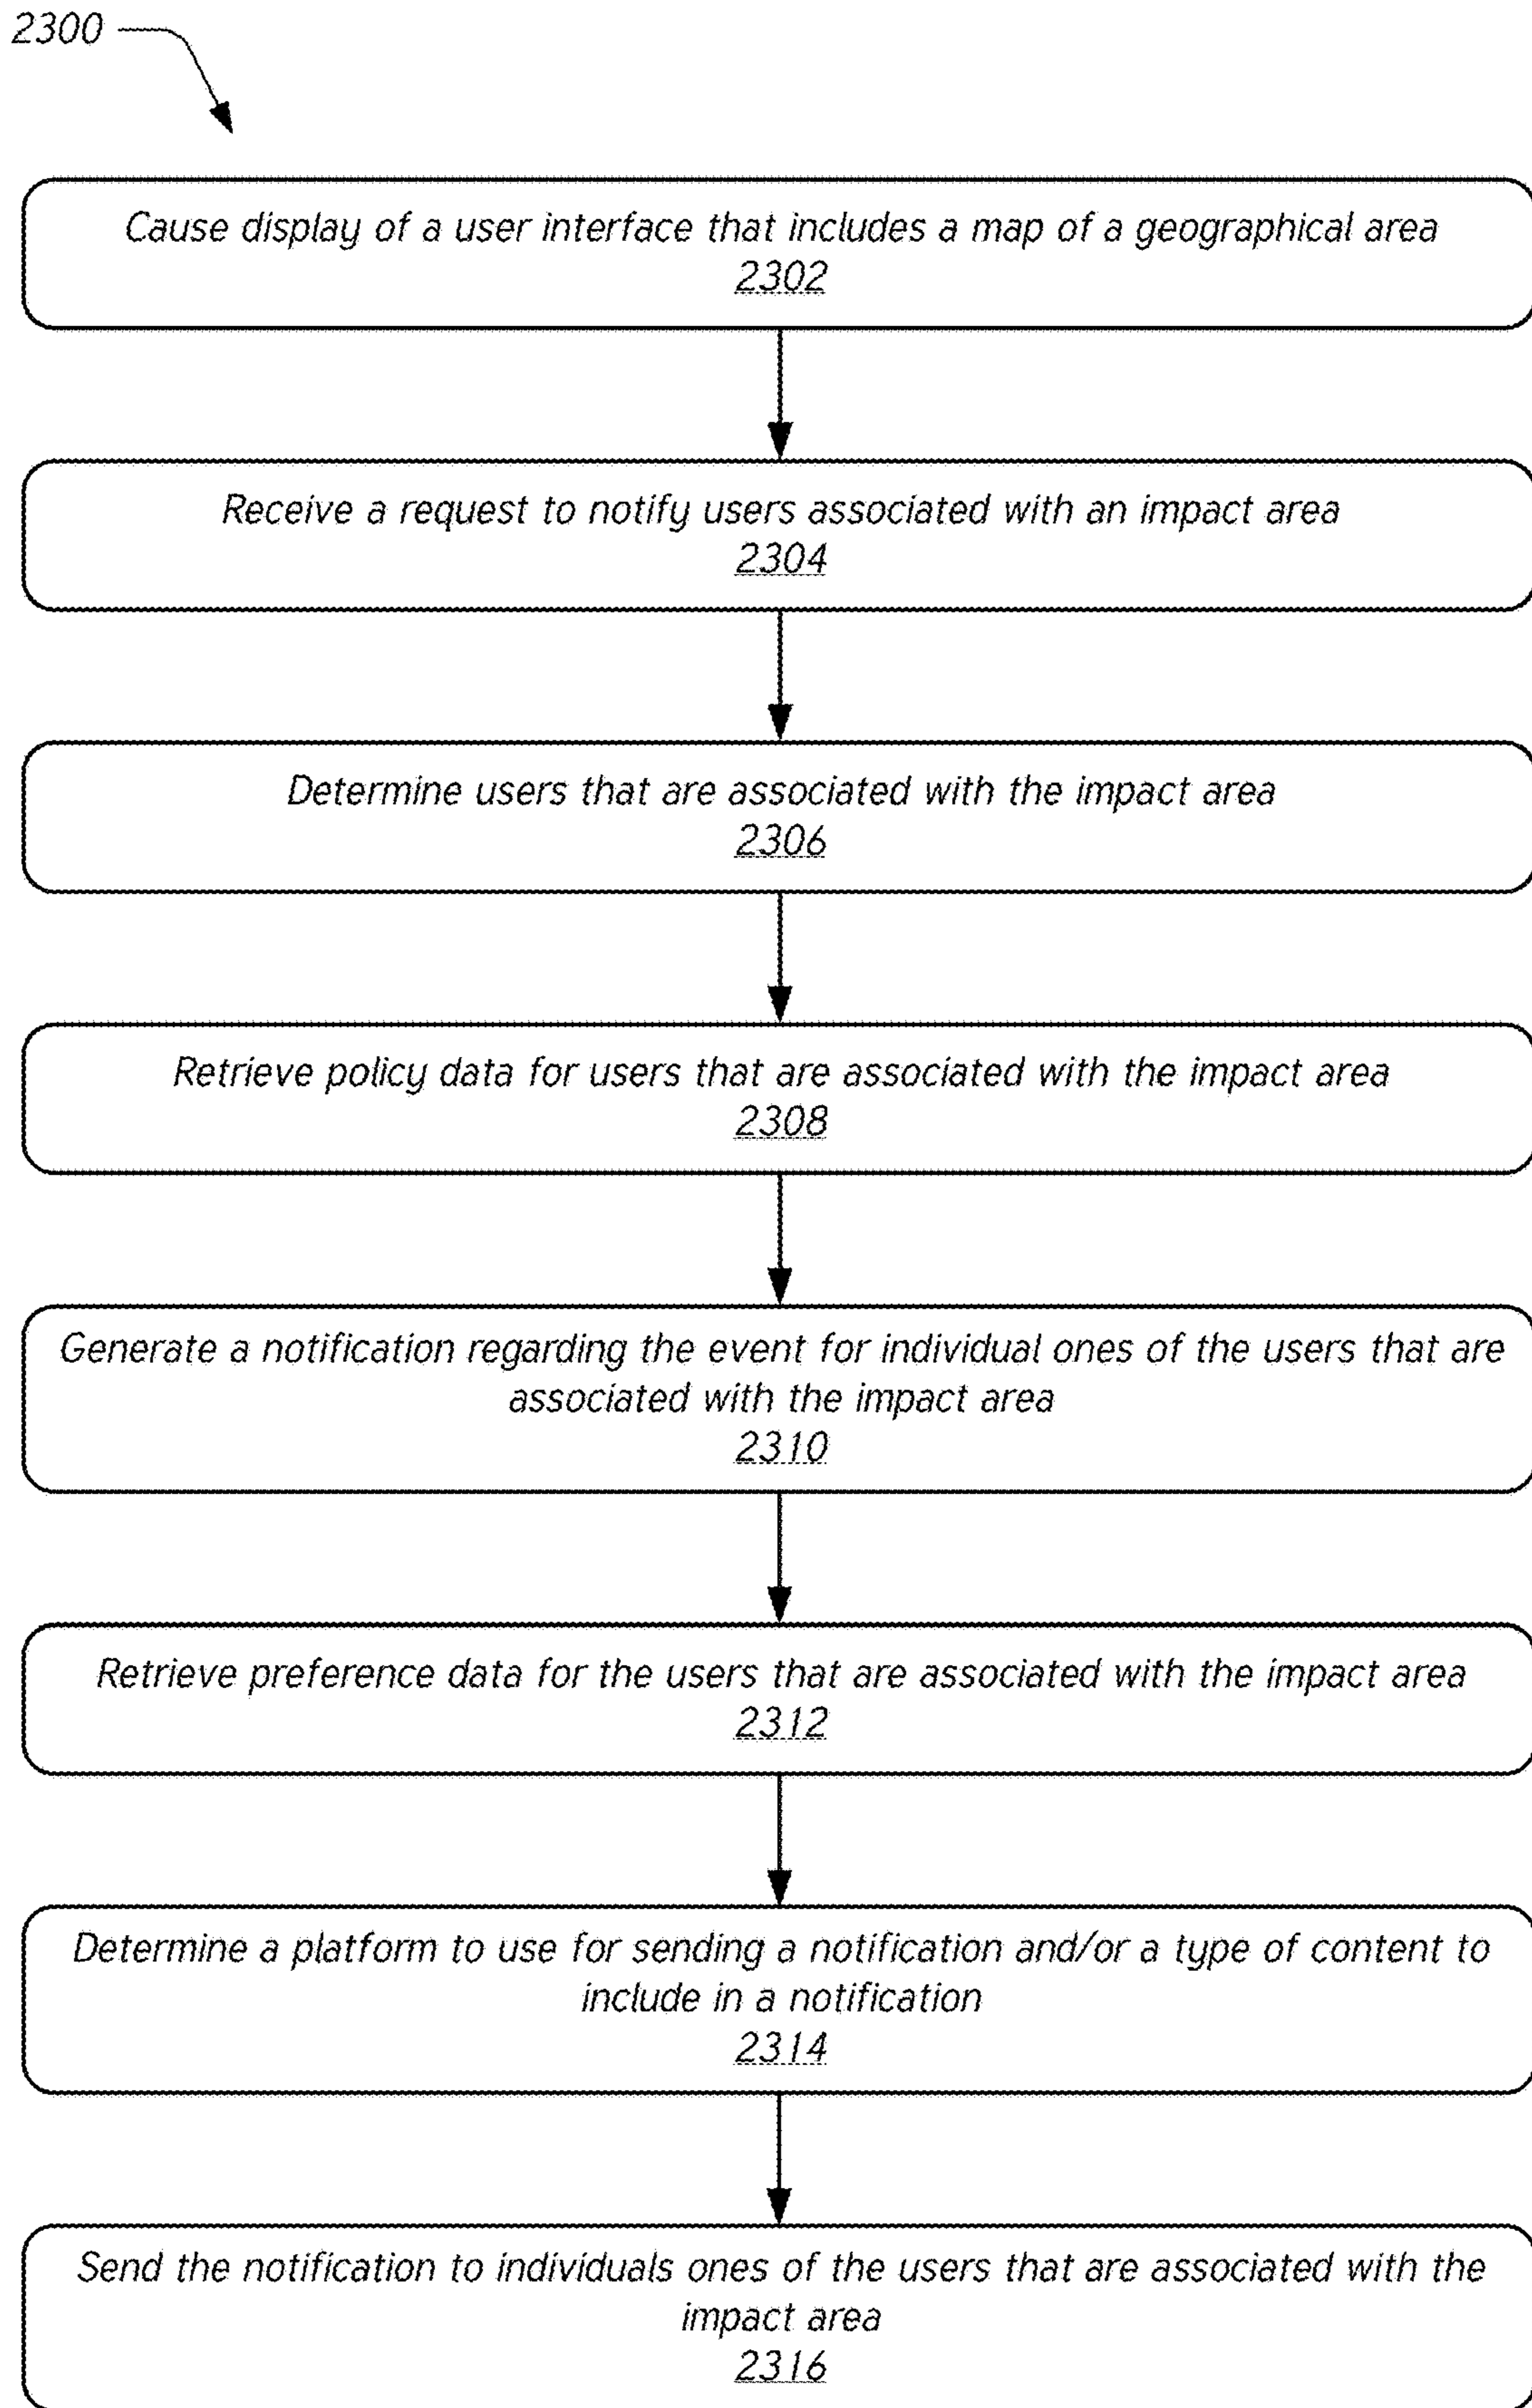 2300
Cause display of a user interface that includes a map of a geographical area
2302
Receive a request to notify users associated with an impact area
2304
Determine users that are associated with the impact area
2306
Retrieve policy data for users that are associated with the impact area
2308
Generate a notification regarding the event for individual ones of the users that are
associated with the impact area
2310
Retrieve preference data for the users that are associated with the impact area
2312
Determine a platform to use for sending a notification and/or a type of content to
include in a notification
2314
Send the notification to individuals ones of the users that are associated with the
impact area
2316